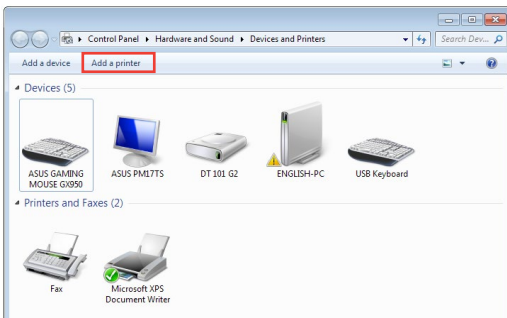 Control Panel ▸ Hardware and Sound ▸ Devices and Printers
Search Dev...
Add a device Add a printer
Devices (5)
ASUS GAMING
MOUSE GX950
ASUS PM17TS
DT 101 G2
ENGLISH-PC
USB Keyboard
Printers and Faxes (2)
Fax
Microsoft XPS
Document Writer